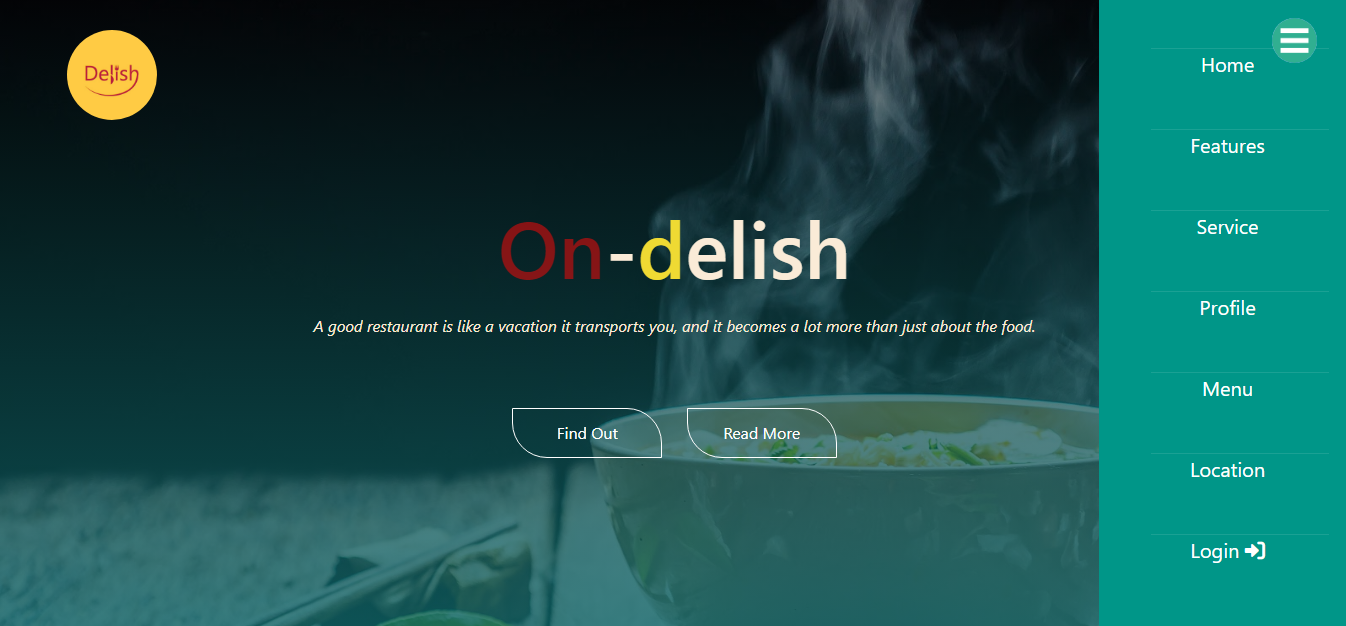 Delish
On-delish
A good restaurant is like a vacation it transports you, and it becomes a lot more than just about the food.
Find Out
Read More
Home
Features
Service
Profile
Menu
Location
Login